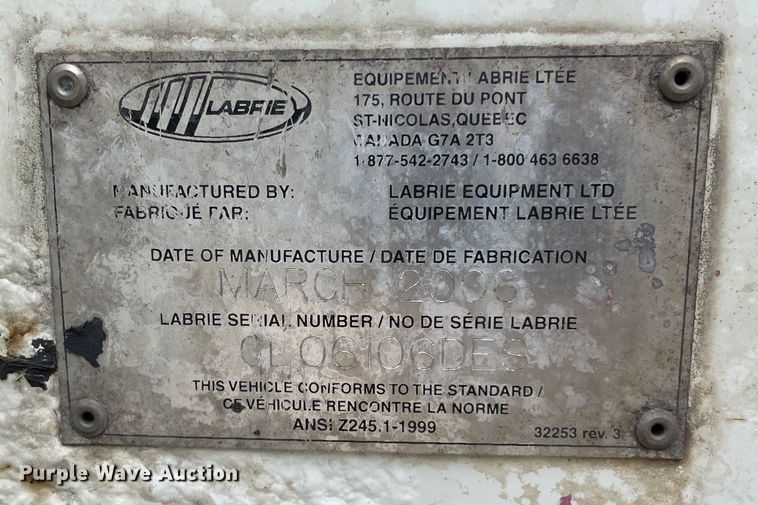 LABRIE
EQUIPEMENT LABRIE LTÉE
175, ROUTE DU PONT
ST-NICOLAS, QUEBEC
CANADA G7A 2T3
1-877-542-2743 / 1-800 463 6638
MANUFACTURED BY: LABRIE EQUIPMENT LTD
FABRIQUÉ PAR: ÉQUIPEMENT LABRIE LTÉE
DATE OF MANUFACTURE / DATE DE FABRICATION
MARCH 2006
LABRIE SERIAL NUMBER / NO DE SÉRIE LABRIE
CL06106DES
THIS VEHICLE CONFORMS TO THE STANDARD /
CE VÉHICULE RENCONTRE LA NORME
ANSI Z245.1-1999
32253 rev. 3
Purple Wave Auction